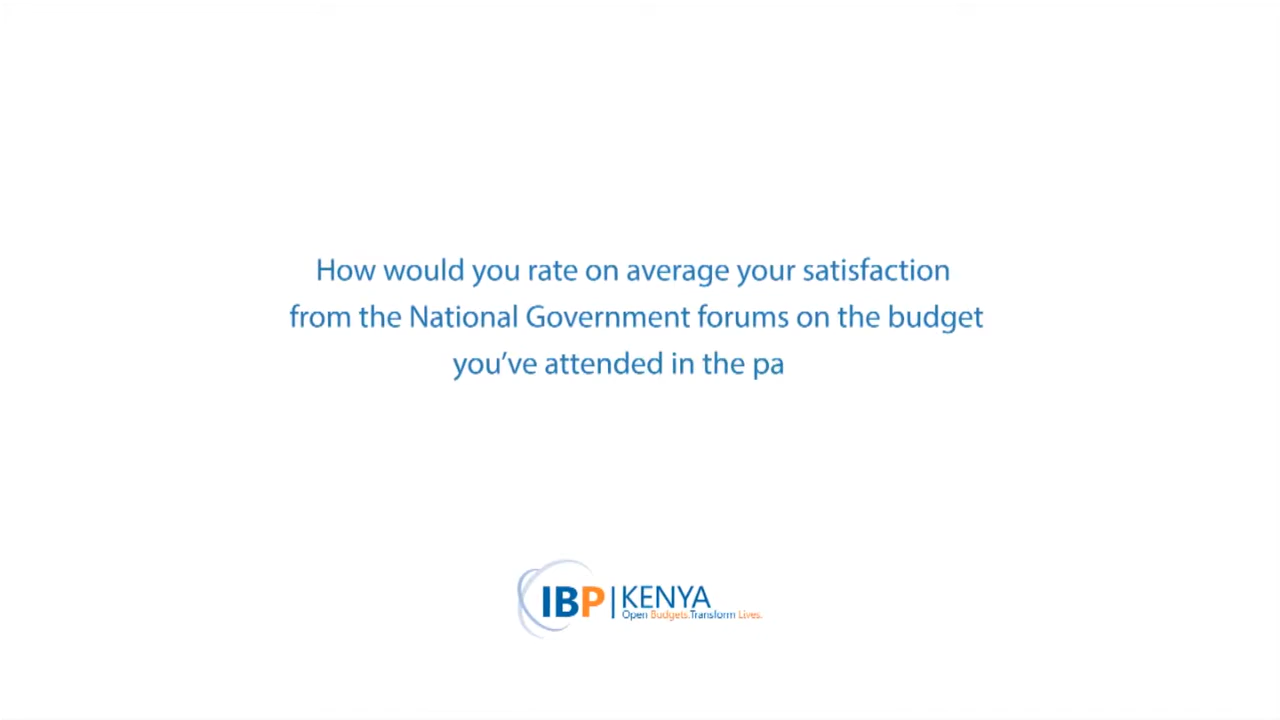 How would you rate on average your satisfaction
from the National Government forums on the budget
you’ve attended in the pa
IBP | KENYA
Open Budgets.Transform Lives.